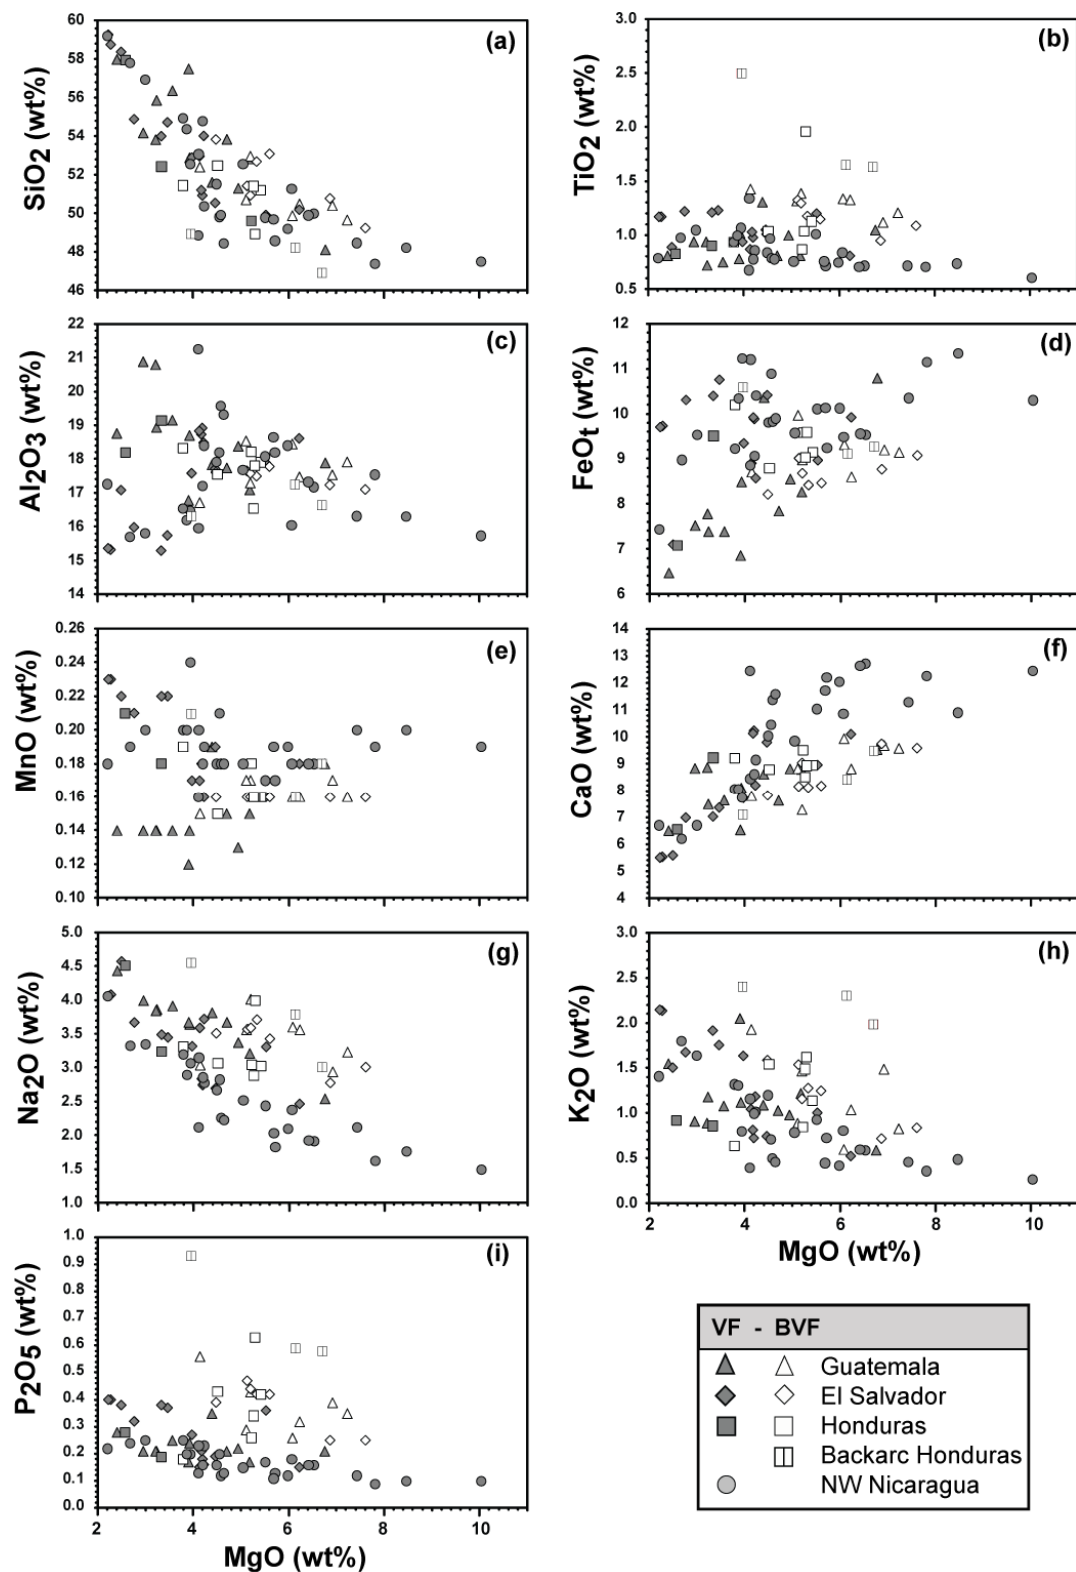 (a)
SiO2 (wt%)
60
58
56
54
52
50
48
46
(b)
TiO2 (wt%)
3.0
2.5
2.0
1.5
1.0
0.5
(c)
Al2O3 (wt%)
22
21
20
19
18
17
16
15
14
2 4 6 8 10
(d)
FeOt (wt%)
12
11
10
9
8
7
6
(e)
MnO (wt%)
0.26
0.24
0.22
0.20
0.18
0.16
0.14
0.12
0.10
(f)
CaO (wt%)
14
13
12
11
10
9
8
7
6
5
4
(g)
Na2O (wt%)
5.0
4.5
4.0
3.5
3.0
2.5
2.0
1.5
1.0
(h)
K2O (wt%)
3.0
2.5
2.0
1.5
1.0
0.5
0.0
2 4 6 8 10
MgO (wt%)
(i)
P2O5 (wt%)
1.0
0.9
0.8
0.7
0.6
0.5
0.4
0.3
0.2
0.1
0.0
2 4 6 8 10
MgO (wt%)
VF - BVF
Guatemala
El Salvador
Honduras
Backarc Honduras
NW Nicaragua